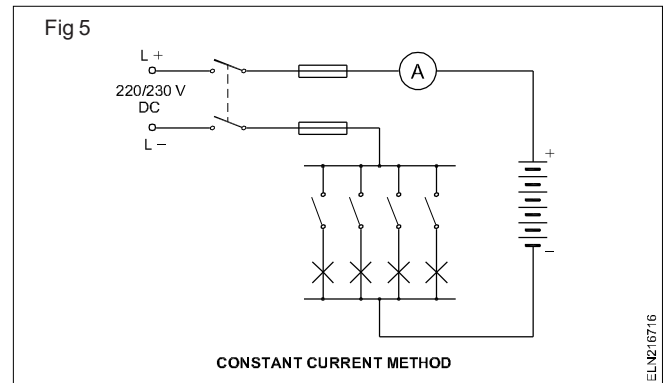 Fig 5
L +
220/230 V
DC
L –
A
+
–
CONSTANT CURRENT METHOD
ELN216716